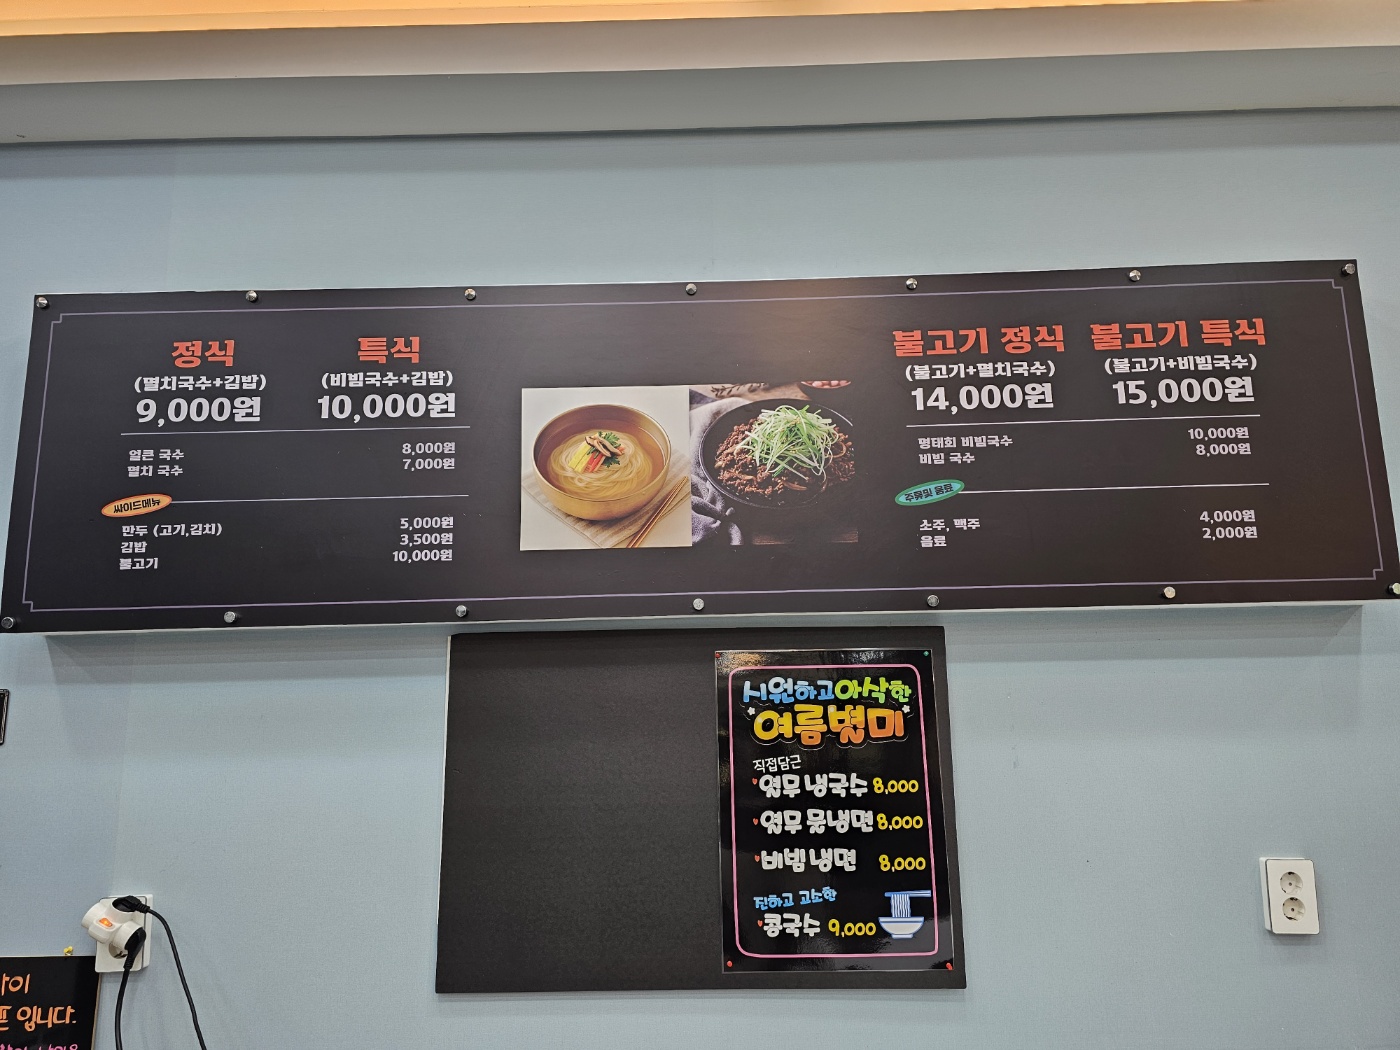 정식
(멸치국수+김밥)
9,000원
특식
(비빔국수+김밥)
10,000원
얼큰 국수 8,000원
멸치 국수 7,000원
싸이드메뉴
만두 (고기,김치) 5,000원
김밥 3,500원
불고기 10,000원
불고기 정식
(불고기+멸치국수)
14,000원
불고기 특식
(불고기+비빔국수)
15,000원
명태회 비빔국수 10,000원
비빔 국수 8,000원
주류및 음료
소주, 맥주 4,000원
음료 2,000원
시원하고아삭한
여름별미
직접담근
열무 냉국수 8,000
열무 물냉면 8,000
비빔 냉면 8,000
진하고 고소한
콩국수 9,000
입니다.